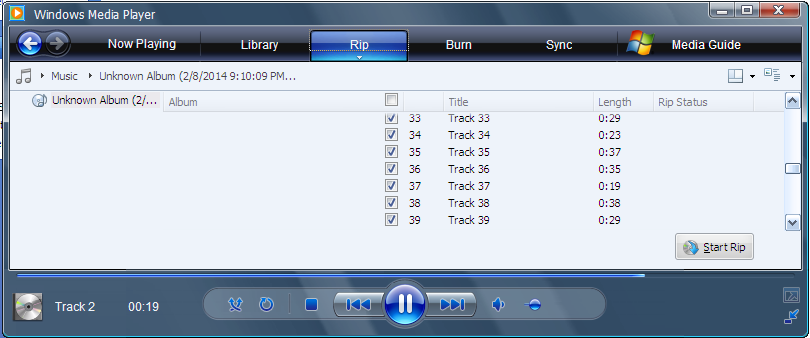 Windows Media Player
Now Playing Library Rip Burn Sync Media Guide
Music Unknown Album (2/8/2014 9:10:09 PM...
Unknown Album (2/... Album Title Length Rip Status
33 Track 33 0:29
34 Track 34 0:23
35 Track 35 0:37
36 Track 36 0:35
37 Track 37 0:19
38 Track 38 0:38
39 Track 39 0:29
Start Rip
Track 2 00:19